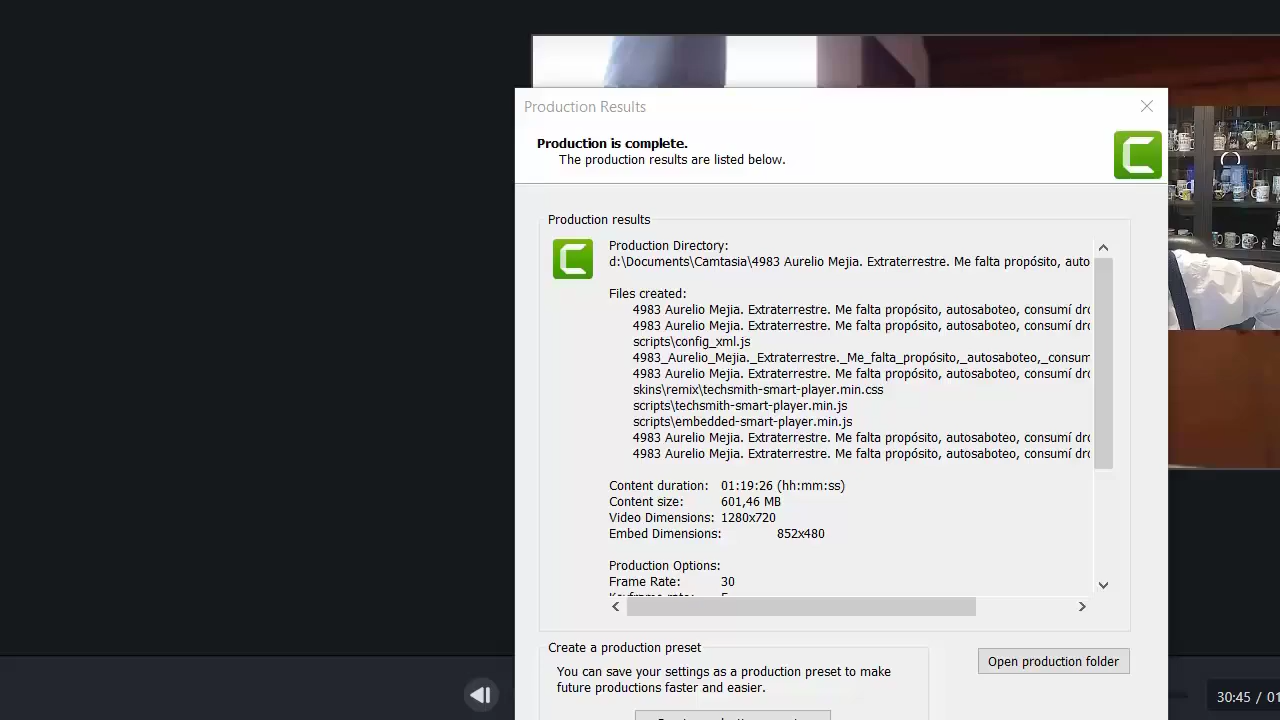 Production Results
Production is complete.
The production results are listed below.
Production results
Production Directory:
d:\Documents\Camtasia\4983 Aurelio Mejia. Extraterrestre. Me falta propósito, auto
Files created:
4983 Aurelio Mejia. Extraterrestre. Me falta propósito, autosaboteo, consumí dro
4983 Aurelio Mejia. Extraterrestre. Me falta propósito, autosaboteo, consumí dro
scripts\config_xml.js
4983_Aurelio_Mejia._Extraterrestre._Me_falta_propósito,_autosaboteo,_consum
4983 Aurelio Mejia. Extraterrestre. Me falta propósito, autosaboteo, consumí dro
skins\remix\techsmith-smart-player.min.css
scripts\techsmith-smart-player.min.js
scripts\embedded-smart-player.min.js
4983 Aurelio Mejia. Extraterrestre. Me falta propósito, autosaboteo, consumí dro
4983 Aurelio Mejia. Extraterrestre. Me falta propósito, autosaboteo, consumí dro
Content duration: 01:19:26 (hh:mm:ss)
Content size: 601,46 MB
Video Dimensions: 1280x720
Embed Dimensions: 852x480
Production Options:
Frame Rate: 30
Create a production preset
You can save your settings as a production preset to make
future productions faster and easier.
Open production folder
30:45 / 01